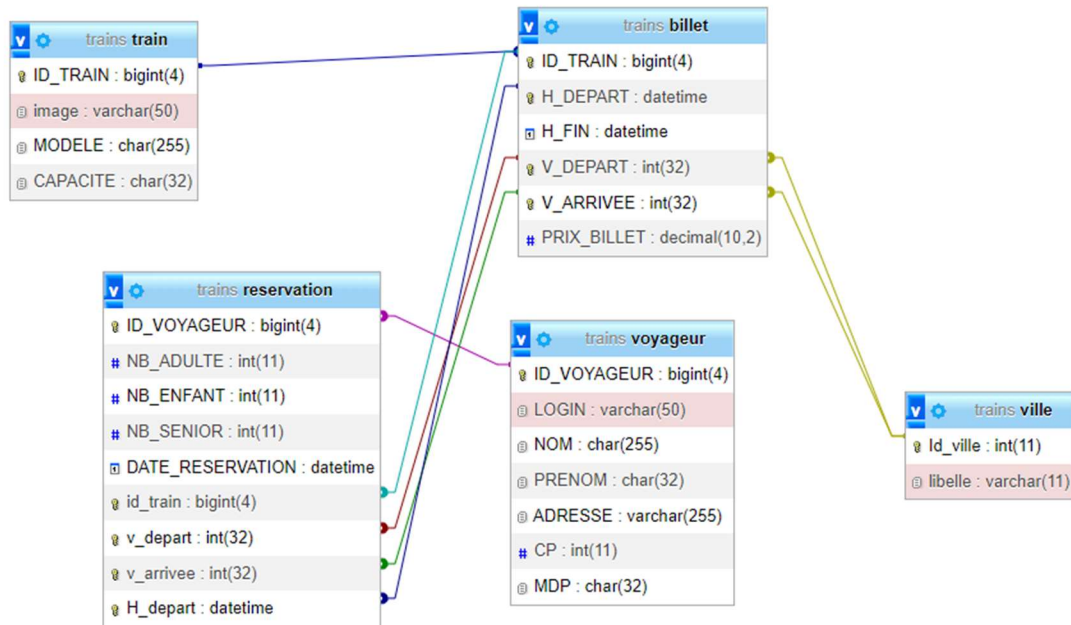 trains train
ID_TRAIN : bigint(4)
image : varchar(50)
MODELE : char(255)
CAPACITE : char(32)
trains billet
ID_TRAIN : bigint(4)
H_DEPART : datetime
H_FIN : datetime
V_DEPART : int(32)
V_ARRIVEE : int(32)
# PRIX_BILLET : decimal(10,2)
trains reservation
ID_VOYAGEUR : bigint(4)
# NB_ADULTE : int(11)
# NB_ENFANT : int(11)
# NB_SENIOR : int(11)
DATE_RESERVATION : datetime
id_train : bigint(4)
v_depart : int(32)
v_arrivee : int(32)
H_depart : datetime
trains voyageur
ID_VOYAGEUR : bigint(4)
LOGIN : varchar(50)
NOM : char(255)
PRENOM : char(32)
ADRESSE : varchar(255)
# CP : int(11)
MDP : char(32)
trains ville
Id_ville : int(11)
libelle : varchar(11)